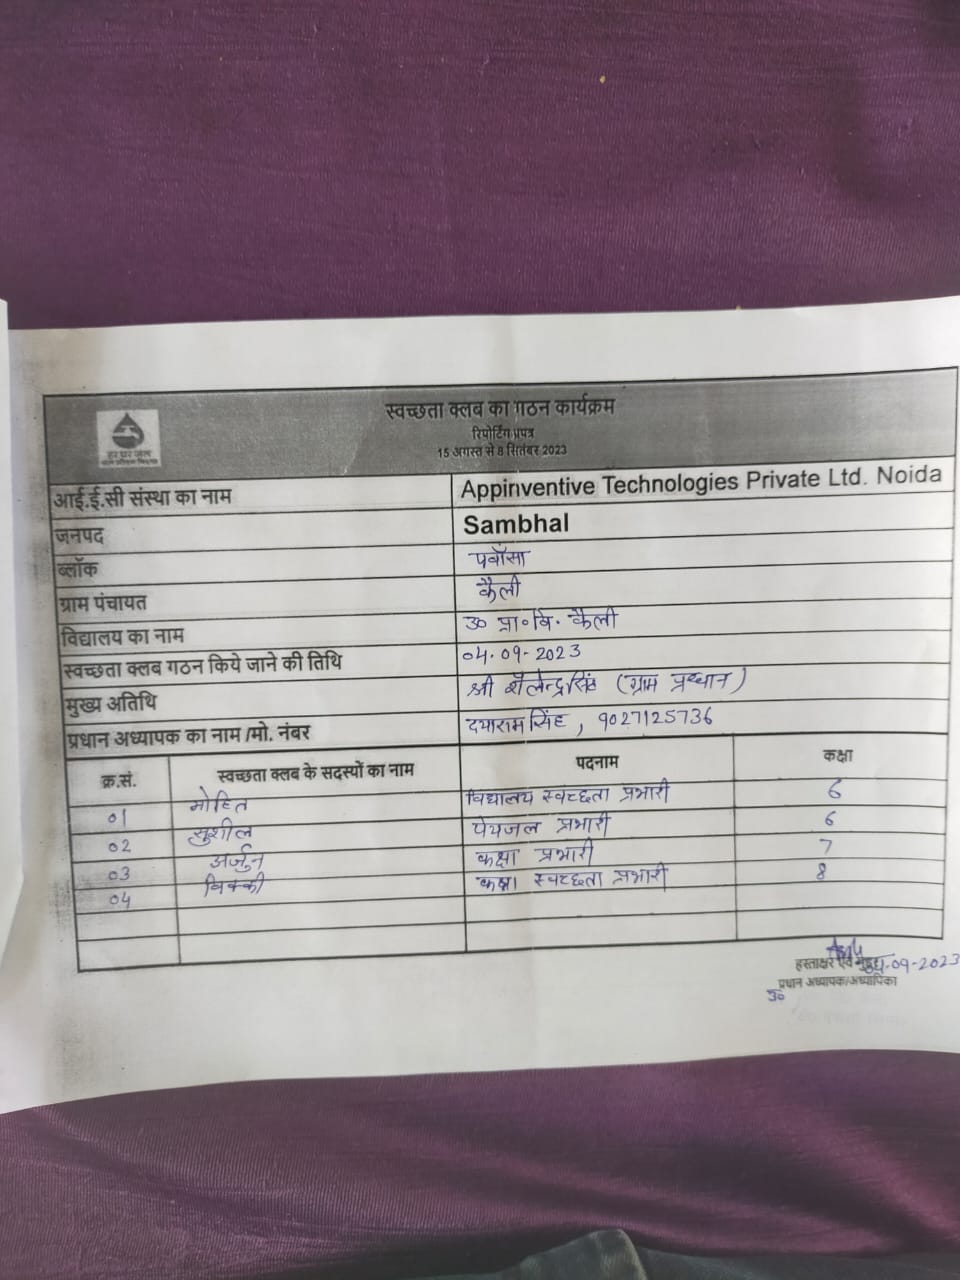 हर घर जल
स्वच्छता क्लब का गठन कार्यक्रम
रिपोर्टिंग प्रपत्र
15 अगस्त से 8 सितंबर 2023
आई.ई.सी संस्था का नाम Appinventive Technologies Private Ltd. Noida
जनपद Sambhal
ब्लॉक पवाँसा
ग्राम पंचायत कैली
विद्यालय का नाम उ० प्रा०वि० कैली
स्वच्छता क्लब गठन किये जाने की तिथि 04.09-2023
मुख्य अतिथि श्री शैलेन्द्र सिंह (ग्राम प्रधान)
प्रधान अध्यापक का नाम /मो. नंबर दयाराम सिंह, 9027125736
क्र.सं. स्वच्छता क्लब के सदस्यों का नाम पदनाम कक्षा
01 मोहित विद्यालय स्वच्छता प्रभारी 6
02 सुशील पेयजल प्रभारी 6
03 अर्जुन कक्षा प्रभारी 7
04 विक्की कक्षा स्वच्छता प्रभारी 8
हस्ताक्षर एवं 09-2023
प्रधान अध्यापक/अध्यापिका
उ०